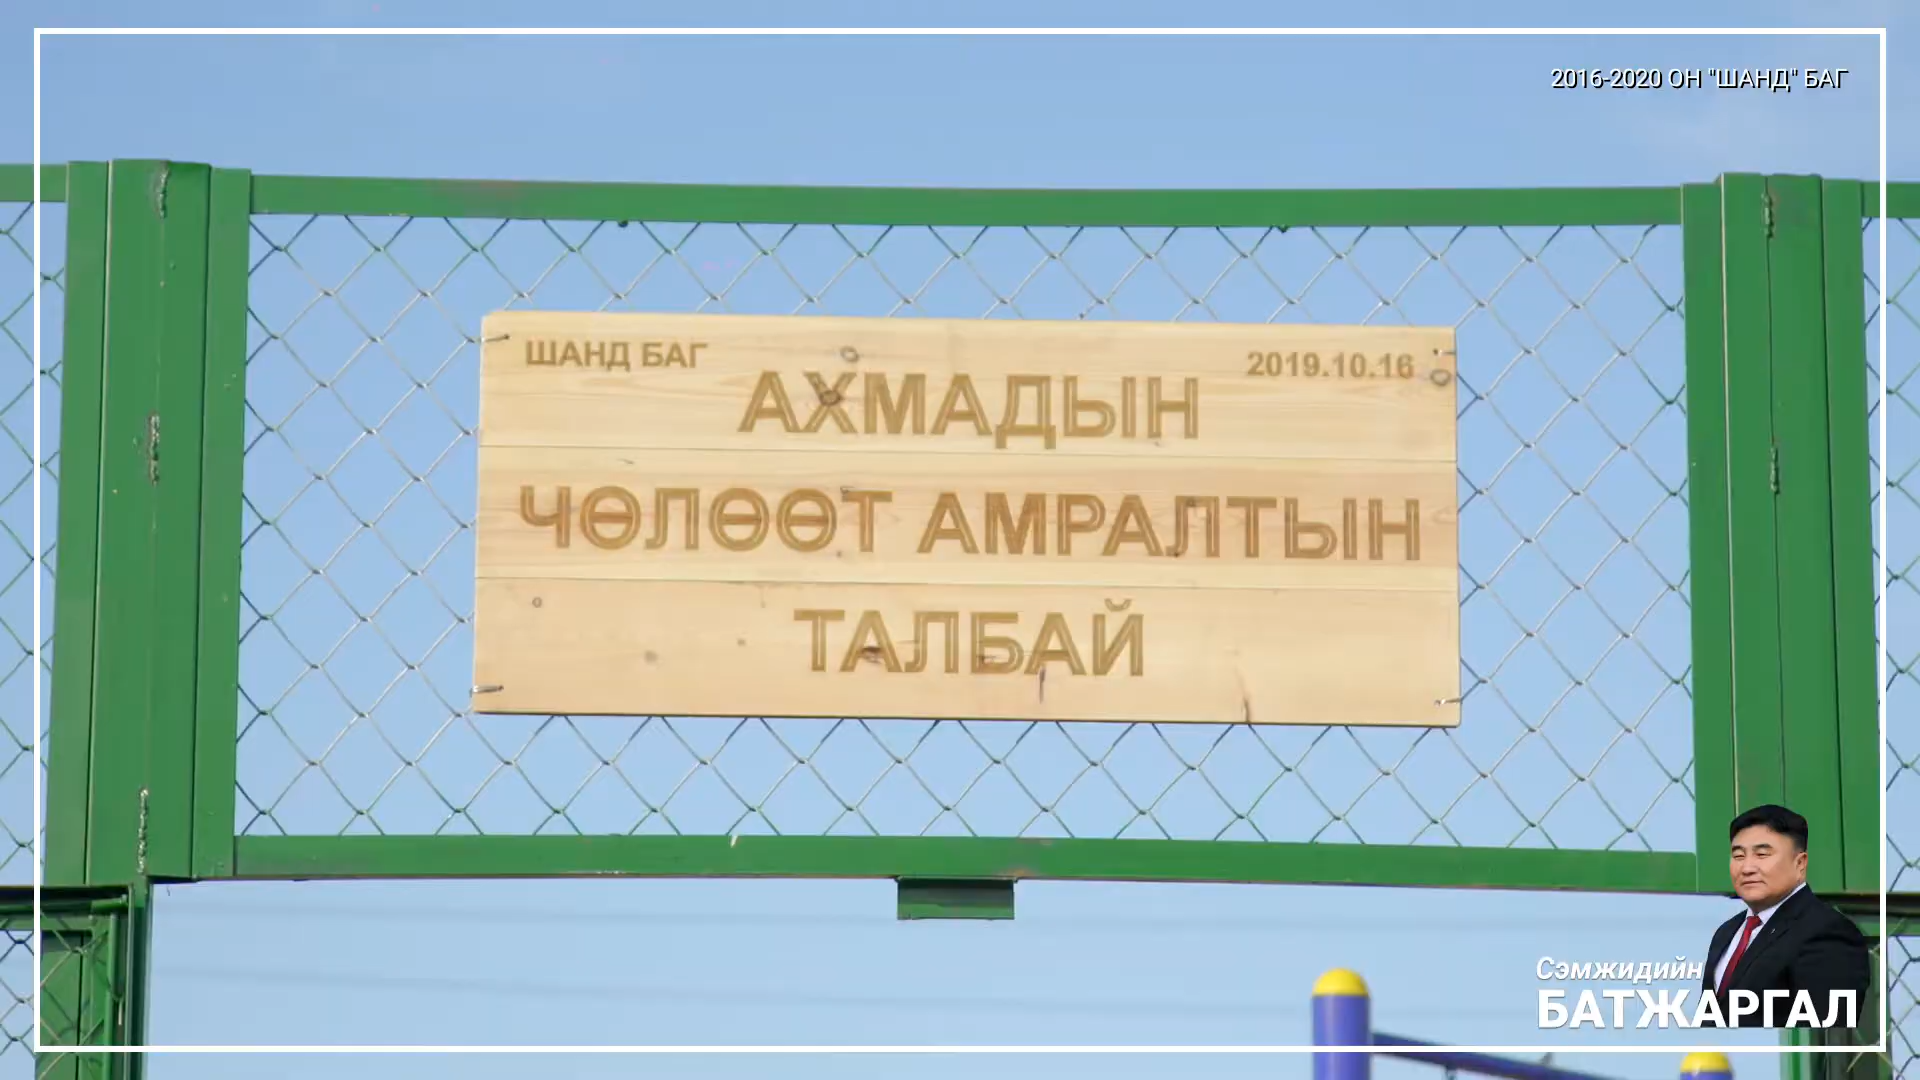 2016-2020 ОН "ШАНД" БАГ
ШАНД БАГ
2019.10.16
АХМАДЫН
ЧӨЛӨӨТ АМРАЛТЫН
ТАЛБАЙ
Сэмжидийн
БАТЖАРГАЛ